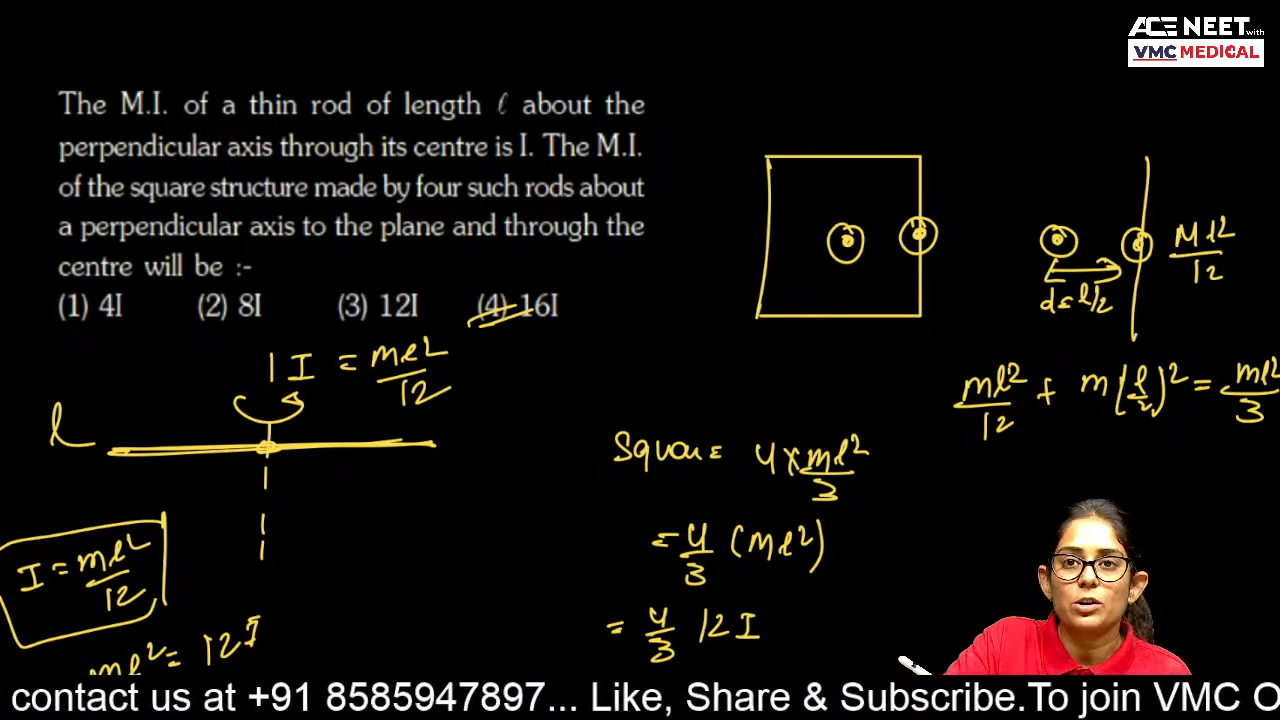 ACE NEET with
VMC MEDICAL
The M.I. of a thin rod of length ℓ about the
perpendicular axis through its centre is I. The M.I.
of the square structure made by four such rods about
a perpendicular axis to the plane and through the
centre will be :-
(1) 4I (2) 8I (3) 12I (4) 16I
I = mℓ²/12
ℓ
I = mℓ²/12
mℓ² = 12I
Mℓ²/12
d = ℓ/2
mℓ²/12 + m(ℓ/2)² = mℓ²/3
Square = 4 × mℓ²/3
= 4/3 (mℓ²)
= 4/3 12I
contact us at +91 8585947897... Like, Share & Subscribe.To join VMC O